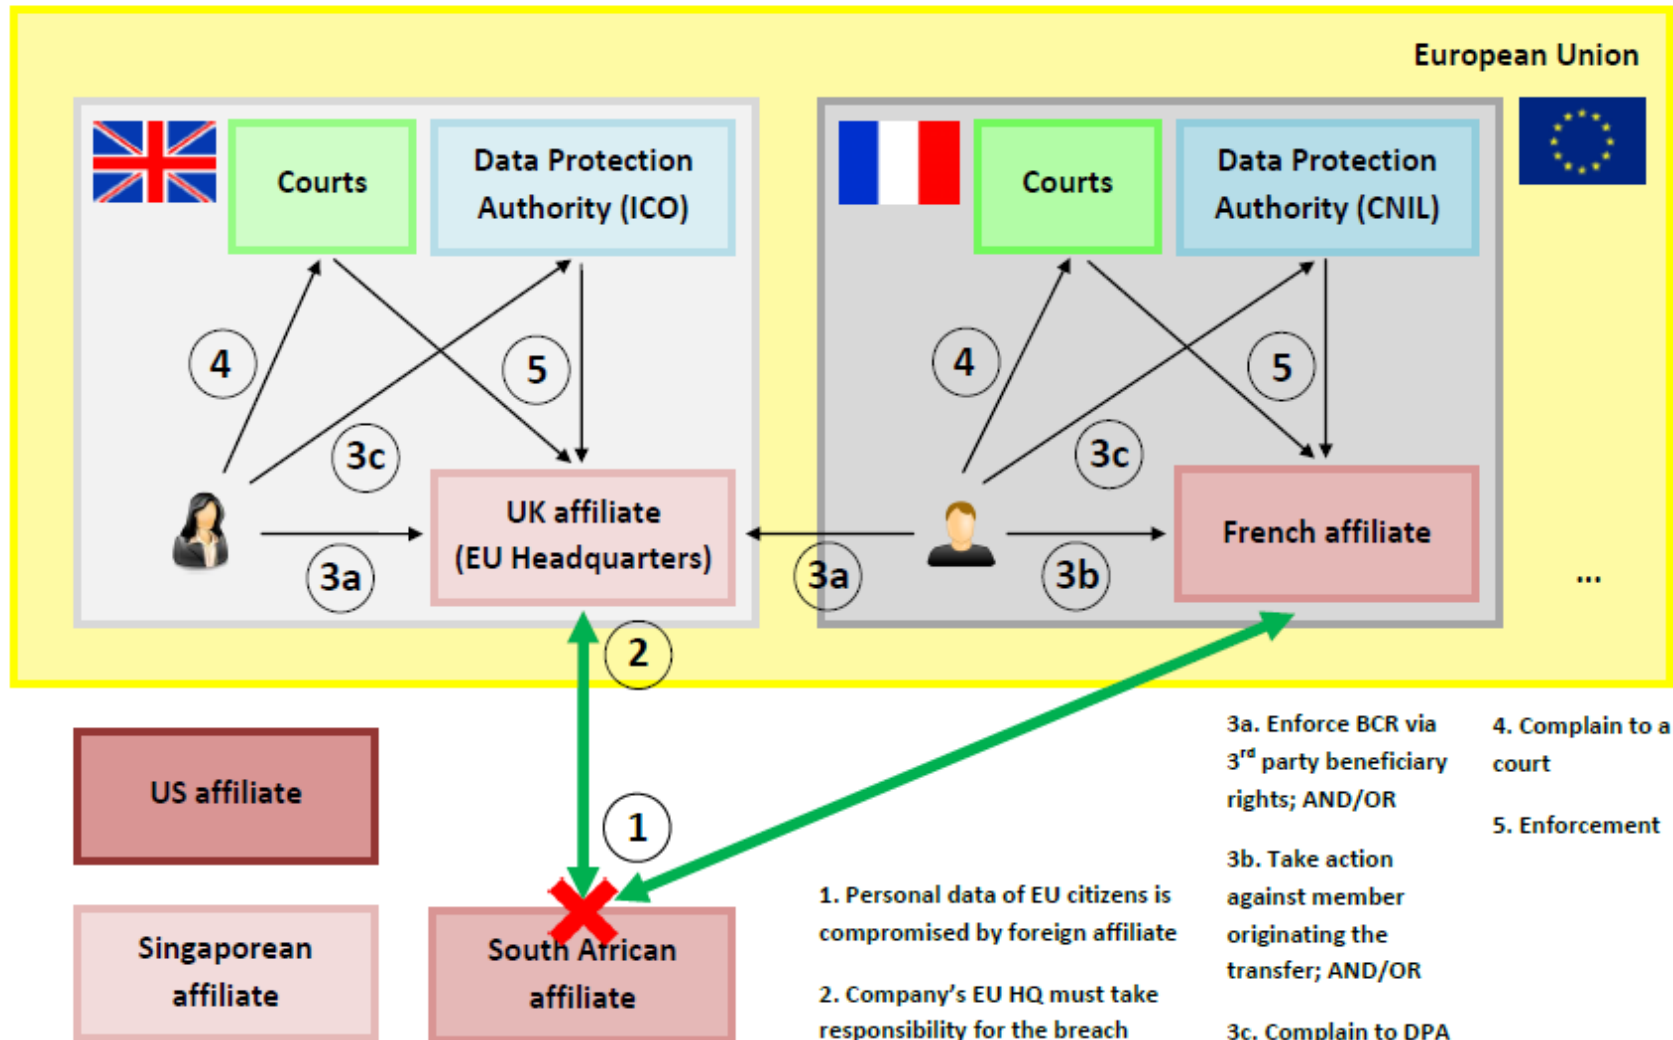 European Union
Courts
Data Protection
Authority (ICO)
Courts
Data Protection
Authority (CNIL)
4
5
3c
4
5
3c
UK affiliate
(EU Headquarters)
French affiliate
3a
3a
3b
...
2
US affiliate
1
Singaporean
affiliate
South African
affiliate
1. Personal data of EU citizens is
compromised by foreign affiliate
2. Company's EU HQ must take
responsibility for the breach
3a. Enforce BCR via
3rd party beneficiary
rights; AND/OR
3b. Take action
against member
originating the
transfer; AND/OR
3c. Complain to DPA
4. Complain to a
court
5. Enforcement